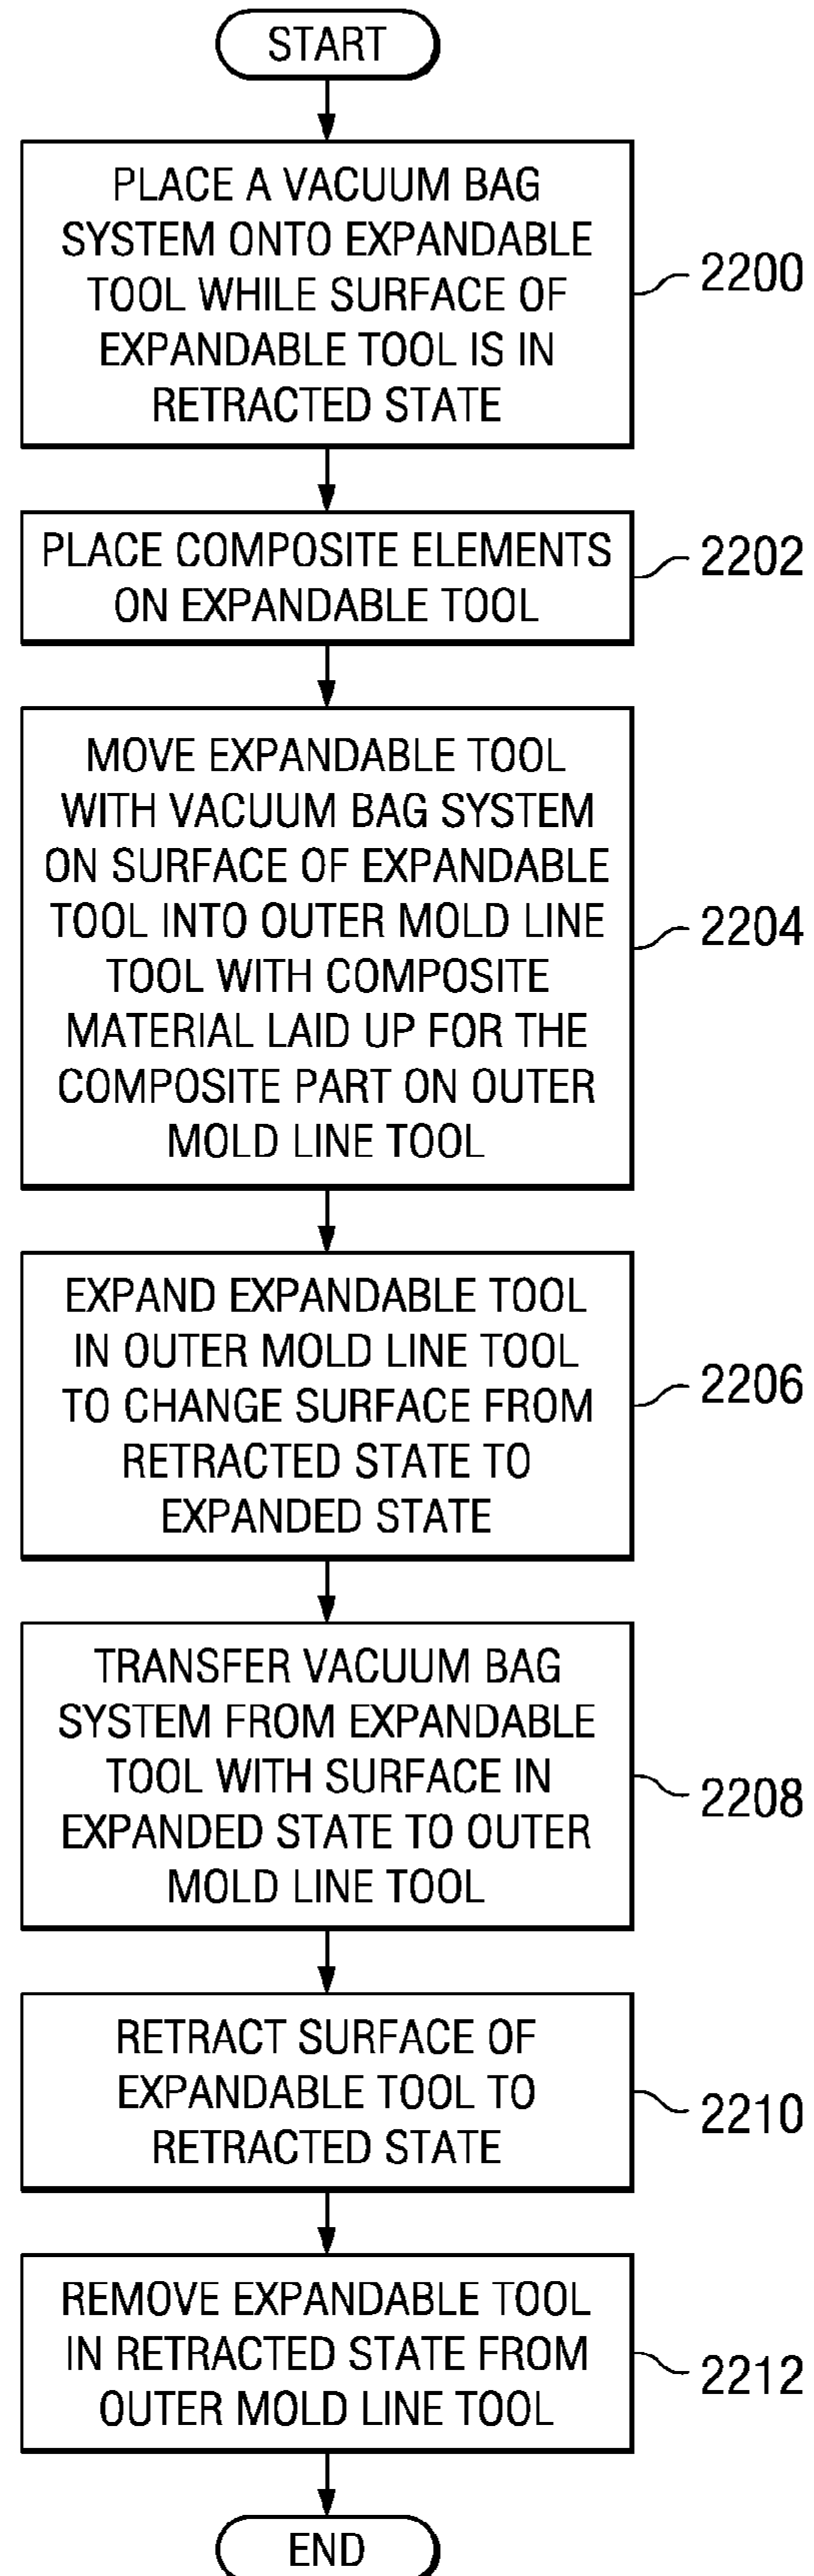 START
PLACE A VACUUM BAG
SYSTEM ONTO EXPANDABLE
TOOL WHILE SURFACE OF
EXPANDABLE TOOL IS IN
RETRACTED STATE
2200
PLACE COMPOSITE ELEMENTS
ON EXPANDABLE TOOL
2202
MOVE EXPANDABLE TOOL
WITH VACUUM BAG SYSTEM
ON SURFACE OF EXPANDABLE
TOOL INTO OUTER MOLD LINE
TOOL WITH COMPOSITE
MATERIAL LAID UP FOR THE
COMPOSITE PART ON OUTER
MOLD LINE TOOL
2204
EXPAND EXPANDABLE TOOL
IN OUTER MOLD LINE TOOL
TO CHANGE SURFACE FROM
RETRACTED STATE TO
EXPANDED STATE
2206
TRANSFER VACUUM BAG
SYSTEM FROM EXPANDABLE
TOOL WITH SURFACE IN
EXPANDED STATE TO OUTER
MOLD LINE TOOL
2208
RETRACT SURFACE OF
EXPANDABLE TOOL TO
RETRACTED STATE
2210
REMOVE EXPANDABLE TOOL
IN RETRACTED STATE FROM
OUTER MOLD LINE TOOL
2212
END